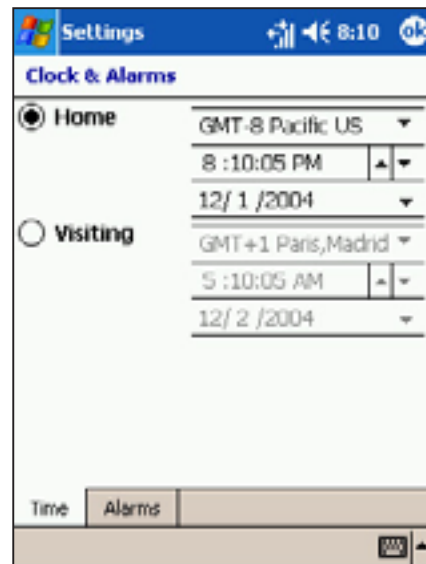 Settings 8:10 ok
Clock & Alarms
Home
GMT-8 Pacific US
8 :10:05 PM
12/ 1 /2004
Visiting
GMT+1 Paris,Madrid
5 :10:05 AM
12/ 2 /2004
Time Alarms